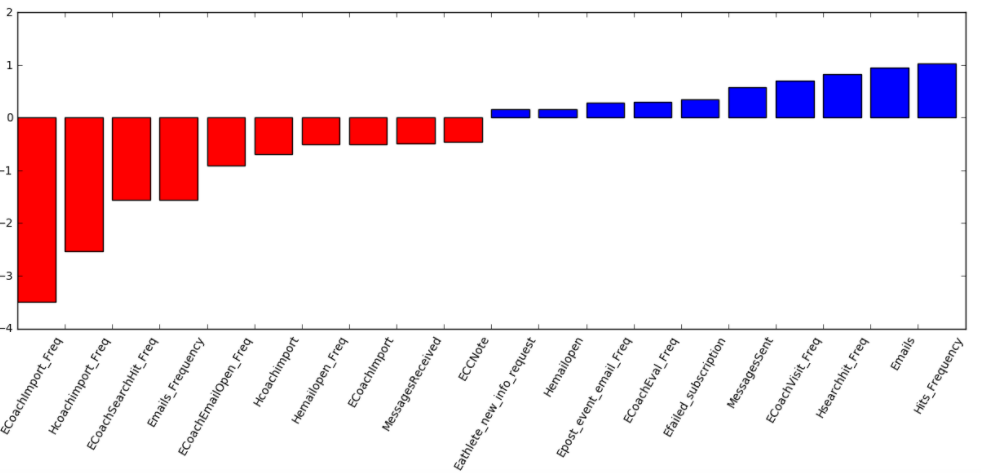 2
1
0
−1
−2
−3
−4
ECoachImport_Freq
Hcoachimport_Freq
ECoachSearchHit_Freq
Emails_Frequency
ECoachEmailOpen_Freq
Hcoachimport
Hemailopen_Freq
ECoachImport
MessagesReceived
ECCNote
Eathlete_new_info_request
Hemailopen
Epost_event_email_Freq
ECoachEval_Freq
Efailed_subscription
MessagesSent
ECoachVisit_Freq
Hsearchhit_Freq
Emails
Hits_Frequency